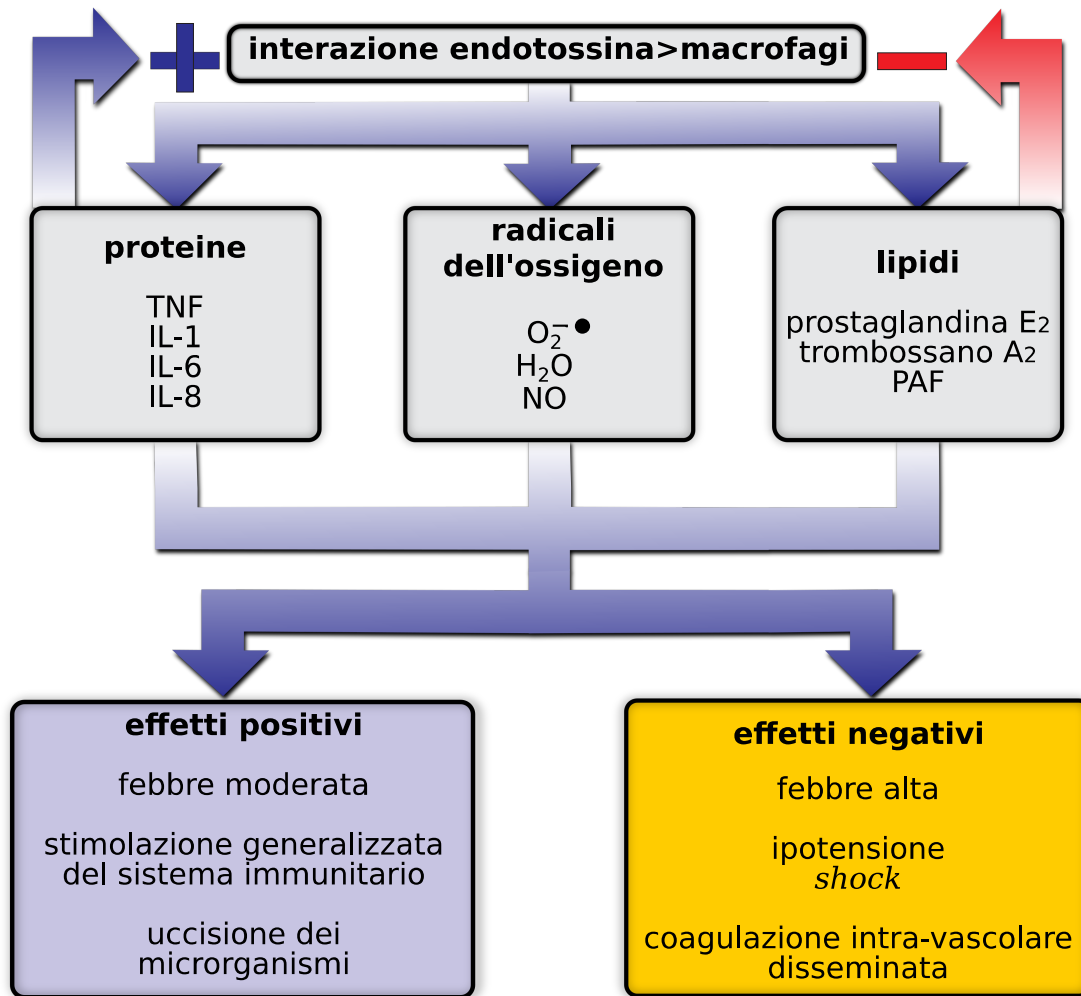 + interazione endotossina>macrofagi −
proteine
TNF
IL-1
IL-6
IL-8
radicali
dell'ossigeno
O₂⁻●
H₂O
NO
lipidi
prostaglandina E2
trombossano A2
PAF
effetti positivi
febbre moderata
stimolazione generalizzata
del sistema immunitario
uccisione dei
microrganismi
effetti negativi
febbre alta
ipotensione
shock
coagulazione intra-vascolare
disseminata